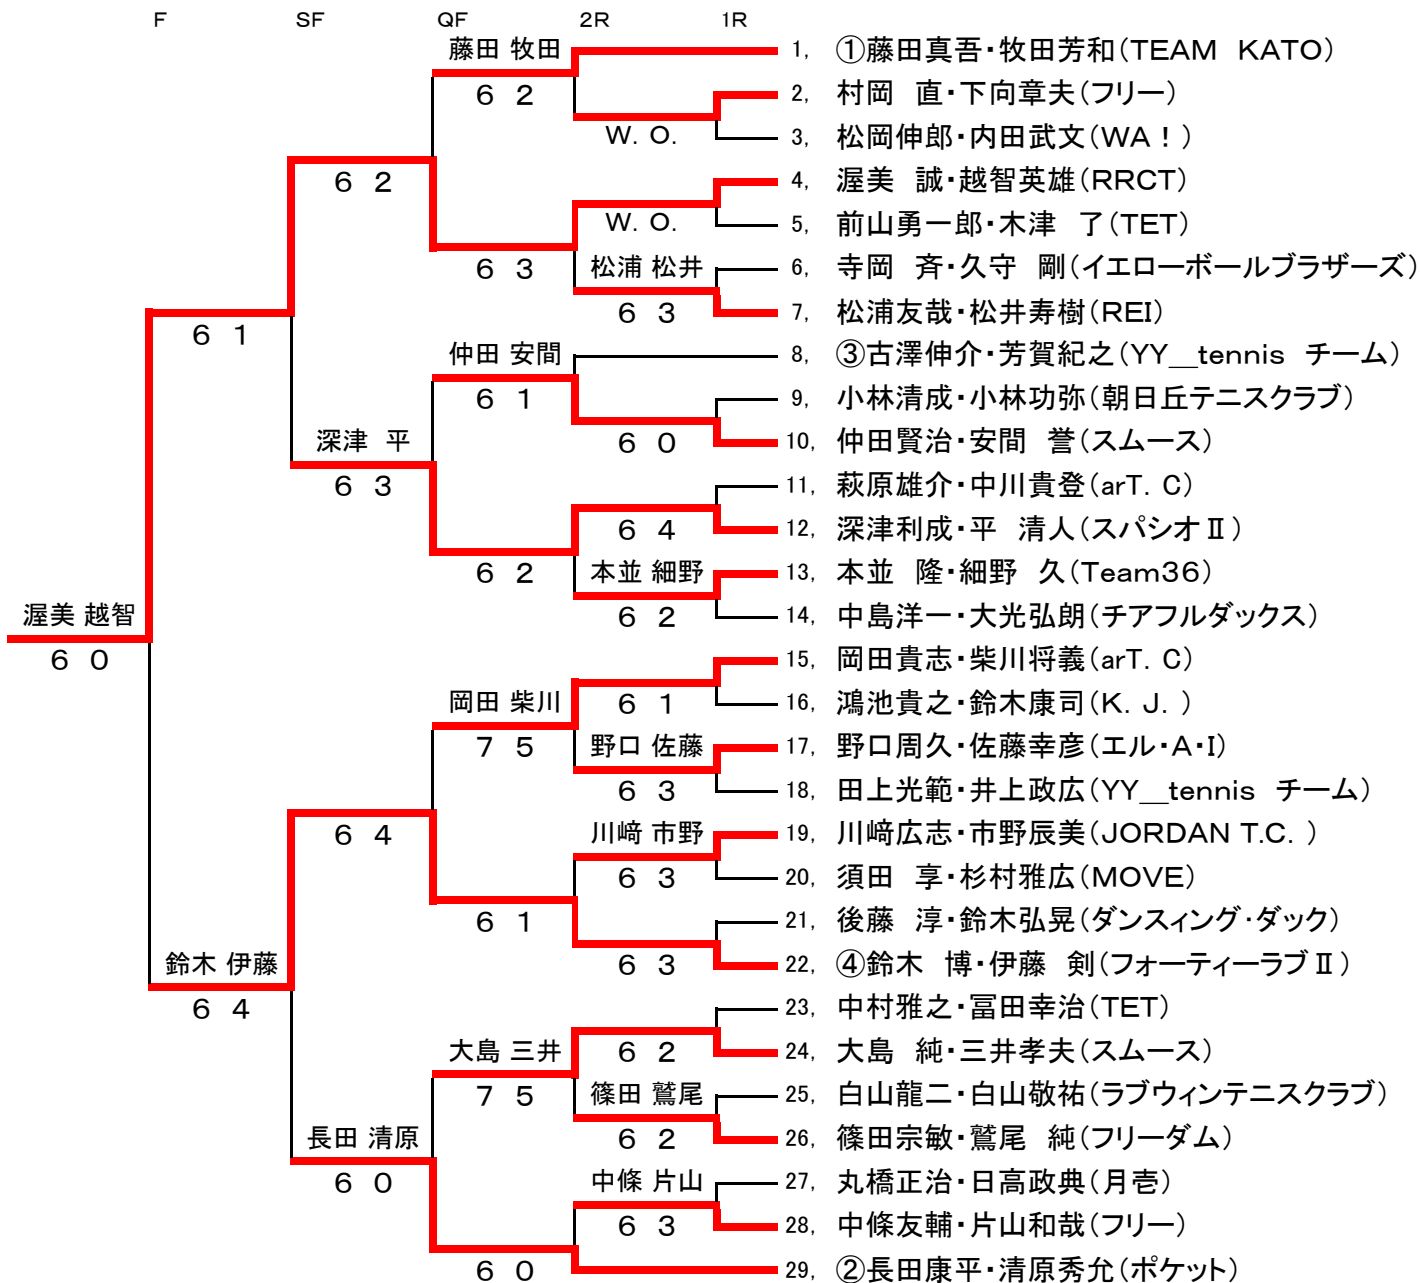 F SF QF 2R 1R
藤田 牧田 1, ①藤田真吾・牧田芳和(TEAM KATO)
6 2 2, 村岡 直・下向章夫(フリー)
W. O. 3, 松岡伸郎・内田武文(WA！)
6 2 4, 渥美 誠・越智英雄(RRCT)
W. O. 5, 前山勇一郎・木津 了(TET)
6 3 松浦 松井 6, 寺岡 斉・久守 剛(イエローボールブラザーズ)
6 1 6 3 7, 松浦友哉・松井寿樹(REI)
仲田 安間 8, ③古澤伸介・芳賀紀之(YY__tennis チーム)
6 1 9, 小林清成・小林功弥(朝日丘テニスクラブ)
深津 平 6 0 10, 仲田賢治・安間 誉(スムース)
6 3 11, 萩原雄介・中川貴登(arT. C)
6 4 12, 深津利成・平 清人(スパシオⅡ)
6 2 本並 細野 13, 本並 隆・細野 久(Team36)
渥美 越智 6 2 14, 中島洋一・大光弘朗(チアフルダックス)
6 0 15, 岡田貴志・柴川将義(arT. C)
岡田 柴川 6 1 16, 鴻池貴之・鈴木康司(K. J. )
7 5 野口 佐藤 17, 野口周久・佐藤幸彦(エル・A・I)
6 3 18, 田上光範・井上政広(YY__tennis チーム)
6 4 川﨑 市野 19, 川﨑広志・市野辰美(JORDAN T.C. )
6 3 20, 須田 享・杉村雅広(MOVE)
6 1 21, 後藤 淳・鈴木弘晃(ダンスィング・ダック)
鈴木 伊藤 6 3 22, ④鈴木 博・伊藤 剣(フォーティーラブⅡ)
6 4 23, 中村雅之・冨田幸治(TET)
大島 三井 6 2 24, 大島 純・三井孝夫(スムース)
7 5 篠田 鷲尾 25, 白山龍二・白山敬祐(ラブウィンテニスクラブ)
長田 清原 6 2 26, 篠田宗敏・鷲尾 純(フリーダム)
6 0 中條 片山 27, 丸橋正治・日高政典(月壱)
6 3 28, 中條友輔・片山和哉(フリー)
6 0 29, ②長田康平・清原秀允(ポケット)